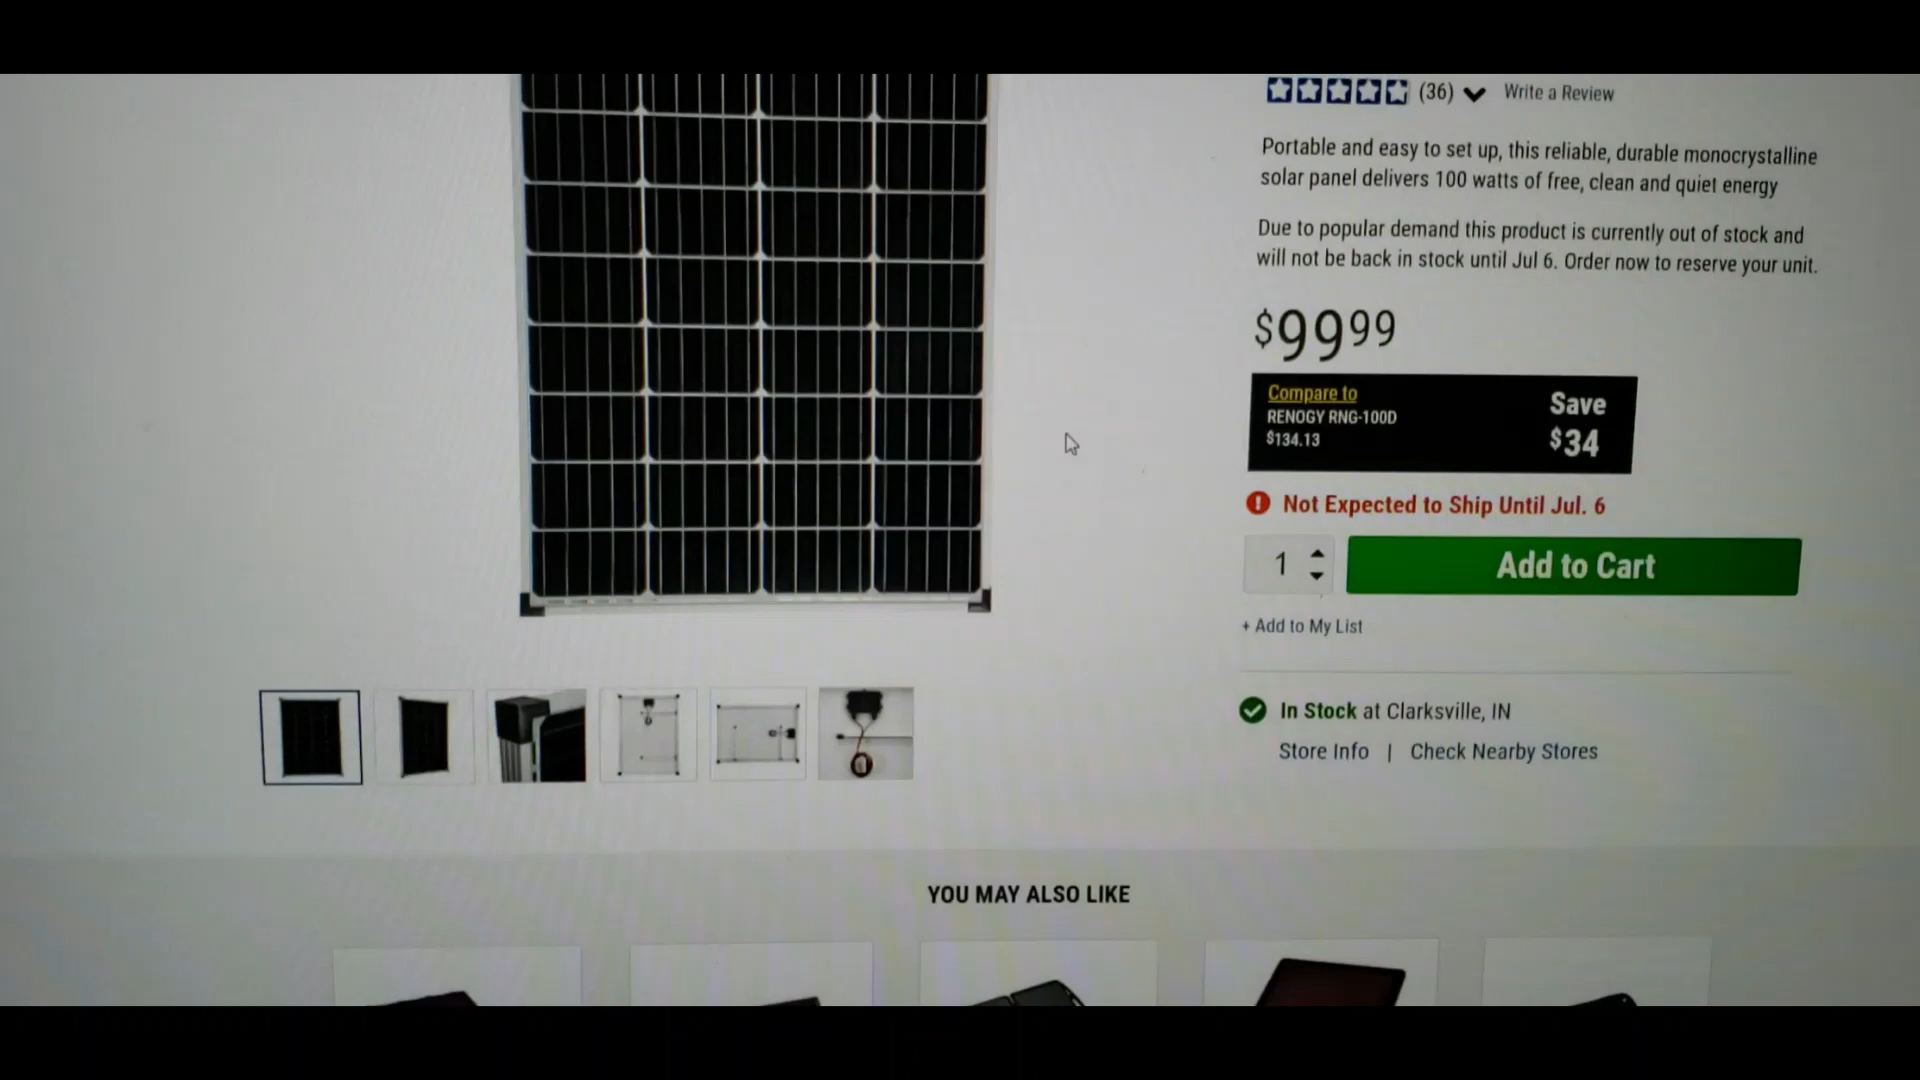 (36) Write a Review
Portable and easy to set up, this reliable, durable monocrystalline
solar panel delivers 100 watts of free, clean and quiet energy
Due to popular demand this product is currently out of stock and
will not be back in stock until Jul 6. Order now to reserve your unit.
$99 99
Compare to
RENOGY RNG-100D
$134.13
Save
$34
Not Expected to Ship Until Jul. 6
1
Add to Cart
+ Add to My List
In Stock at Clarksville, IN
Store Info | Check Nearby Stores
YOU MAY ALSO LIKE